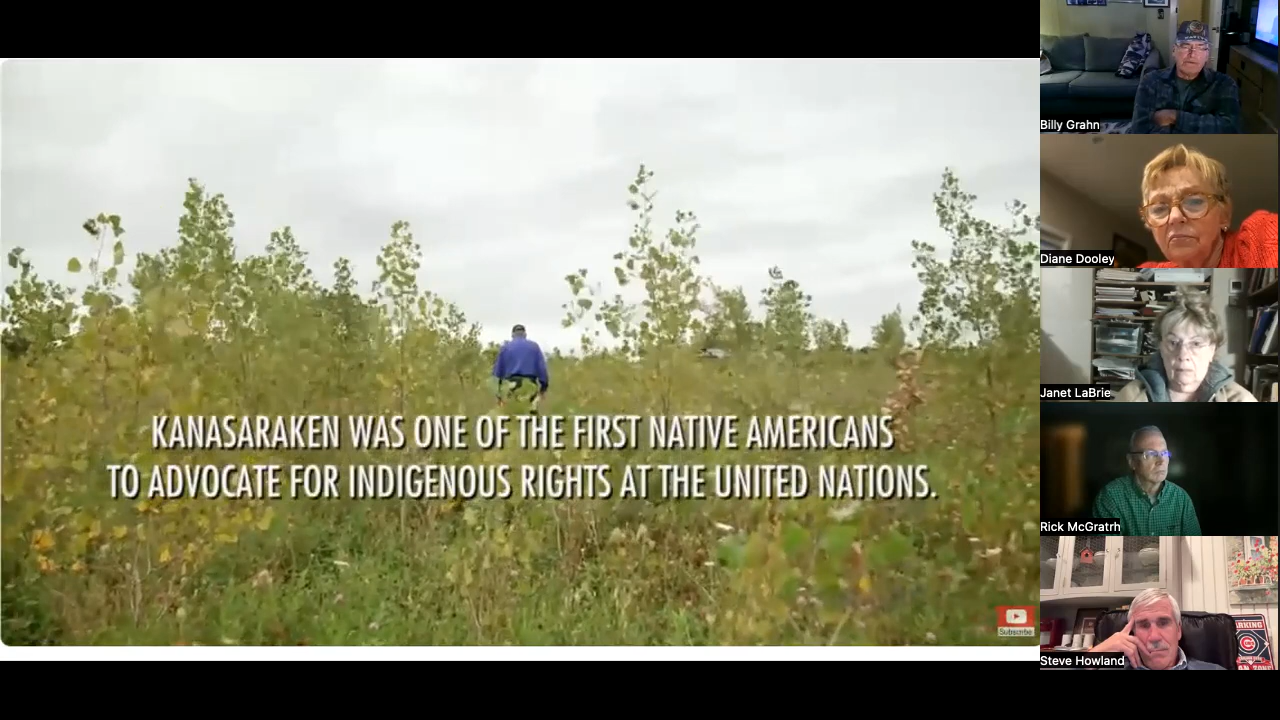 KANASARAKEN WAS ONE OF THE FIRST NATIVE AMERICANS
TO ADVOCATE FOR INDIGENOUS RIGHTS AT THE UNITED NATIONS.
Subscribe
Billy Grahn
Diane Dooley
Janet LaBrie
Rick McGratrh
Steve Howland